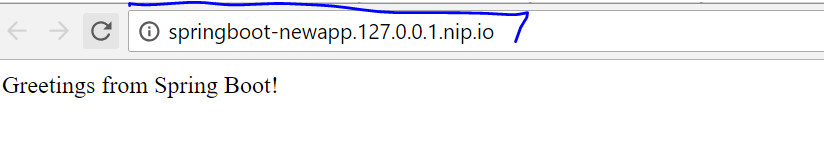 springboot-newapp.127.0.0.1.nip.io
Greetings from Spring Boot!